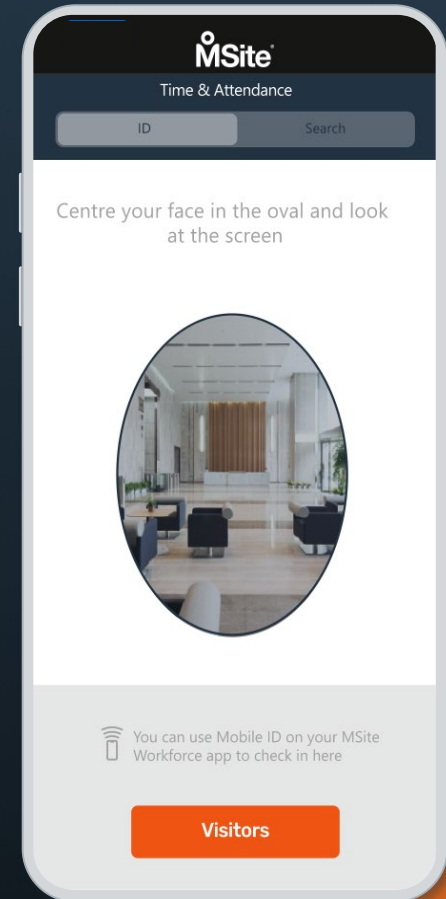 MSite
Time & Attendance
ID
Search
Centre your face in the oval and look
at the screen
You can use Mobile ID on your MSite
Workforce app to check in here
Visitors